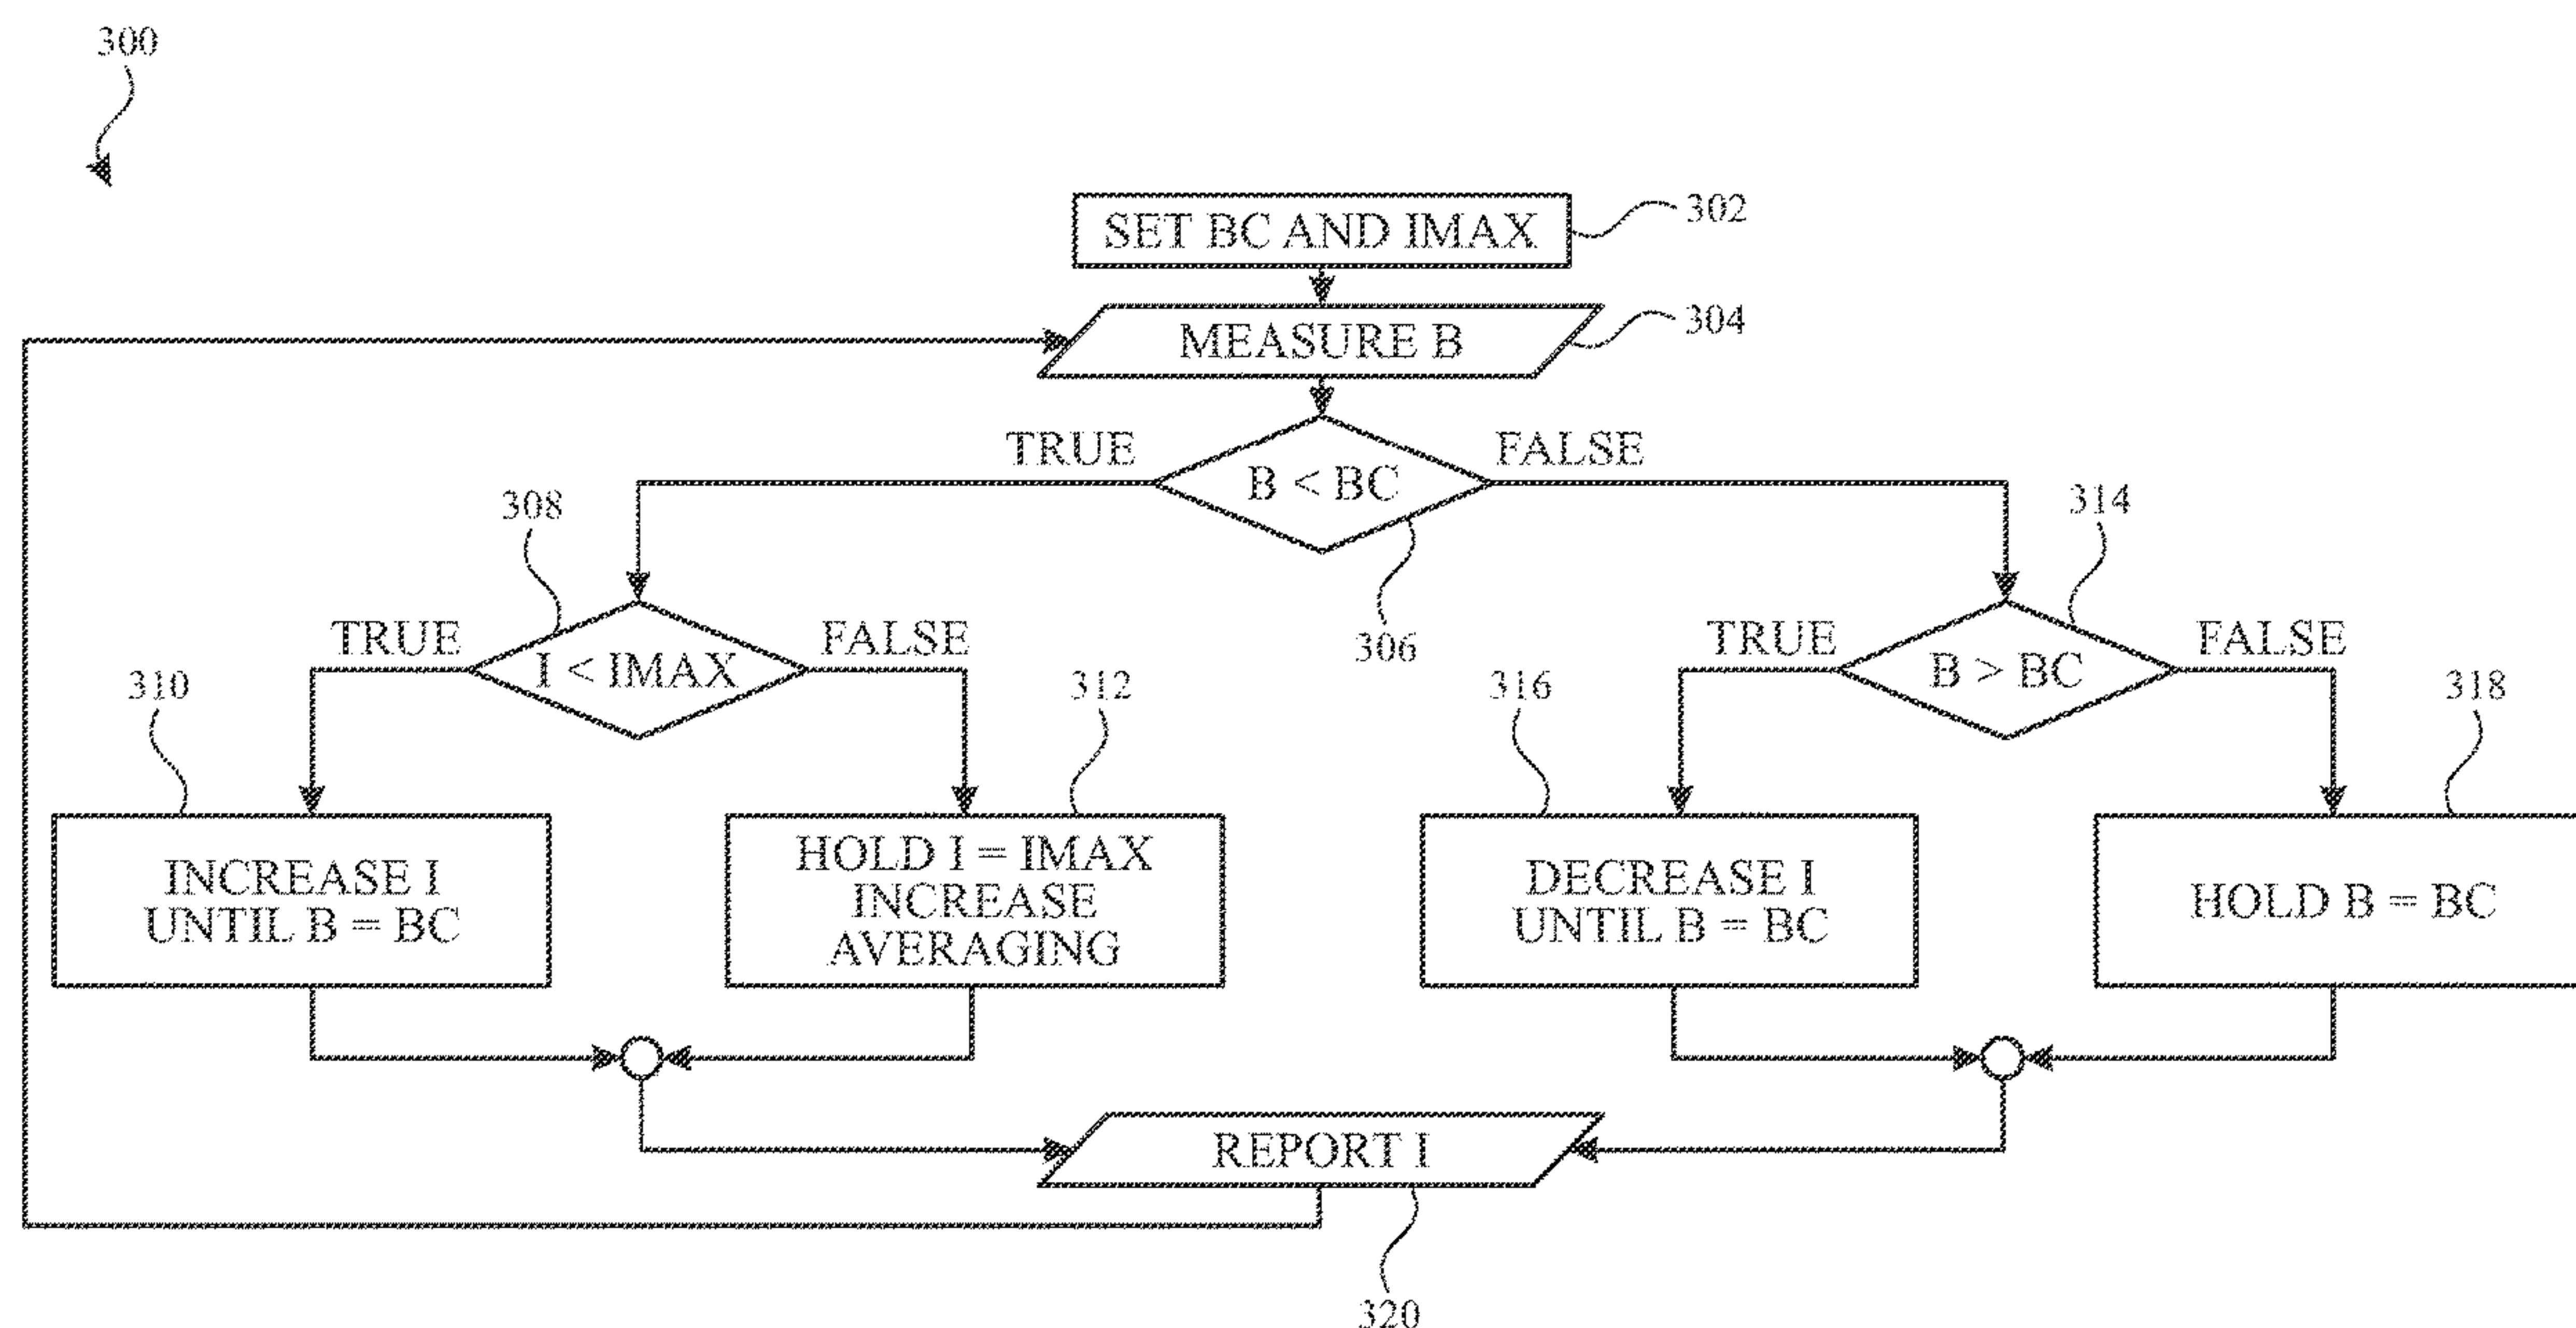 300
SET BC AND IMAX
302
MEASURE B
304
TRUE
B < BC
FALSE
306
308
TRUE
I < IMAX
FALSE
314
TRUE
B > BC
FALSE
310
INCREASE I
UNTIL B = BC
312
HOLD I = IMAX
INCREASE
AVERAGING
316
DECREASE I
UNTIL B = BC
318
HOLD B = BC
REPORT I
320